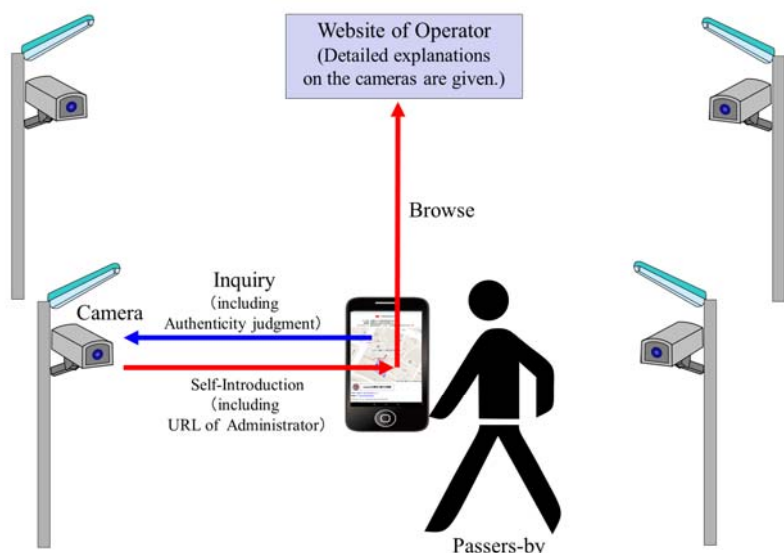 Website of Operator
(Detailed explanations
on the cameras are given.)
Browse
Inquiry
(including
Authenticity judgment)
Camera
Self-Introduction
(including
URL of Administrator)
Passers-by